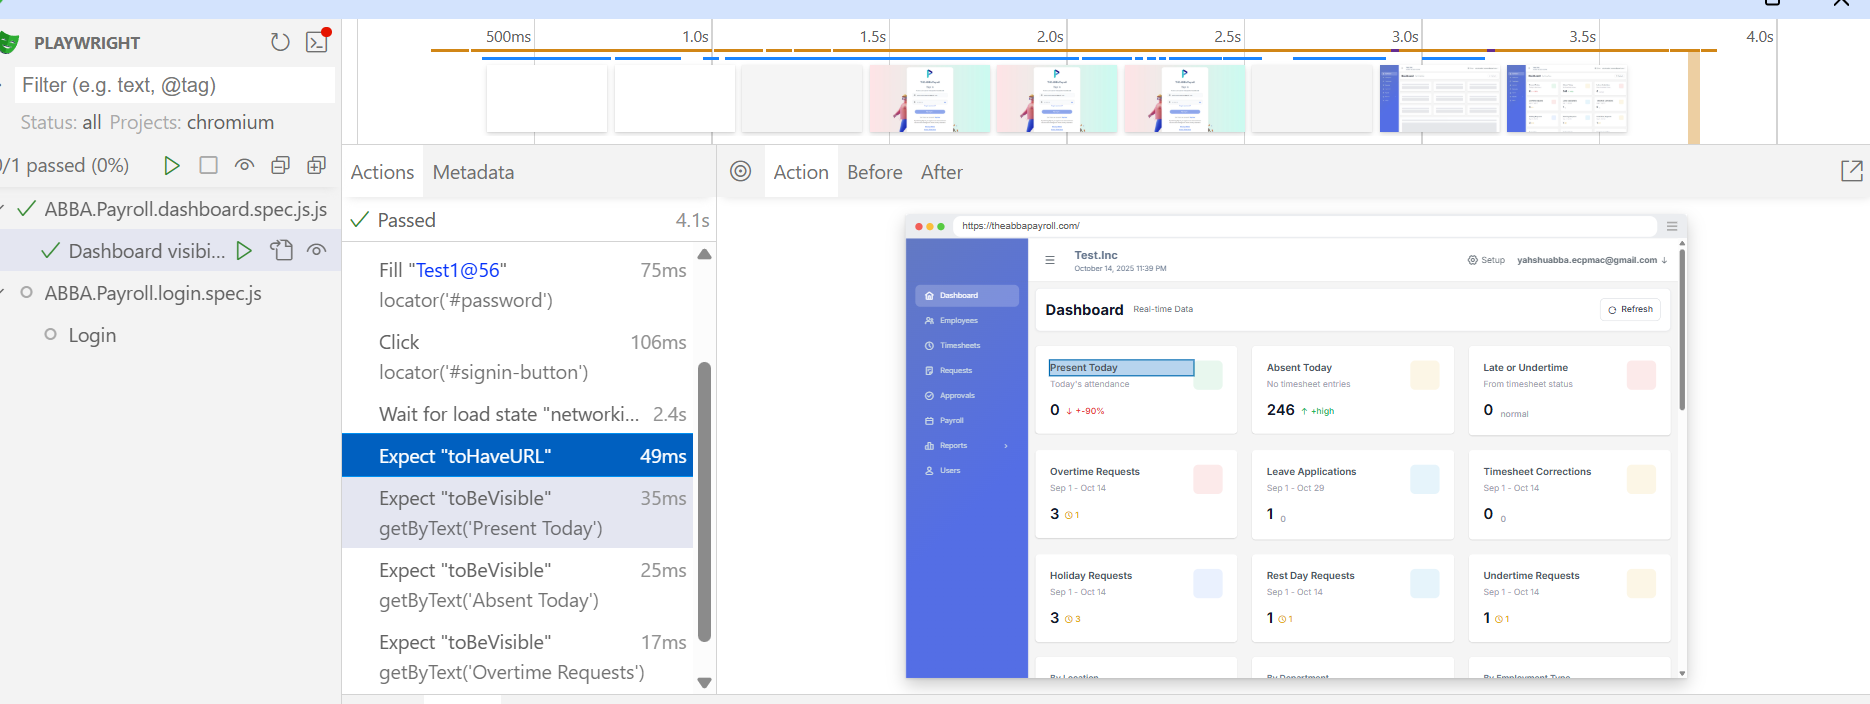 PLAYWRIGHT
Filter (e.g. text, @tag)
Status: all Projects: chromium
0/1 passed (0%)
ABBA.Payroll.dashboard.spec.js.js
Dashboard visibi...
ABBA.Payroll.login.spec.js
Login
500ms
1.0s
1.5s
2.0s
2.5s
3.0s
3.5s
4.0s
Actions
Metadata
Passed
4.1s
Fill "Test1@56"
75ms
locator('#password')
Click
106ms
locator('#signin-button')
Wait for load state "networki...
2.4s
Expect "toHaveURL"
49ms
Expect "toBeVisible"
35ms
getByText('Present Today')
Expect "toBeVisible"
25ms
getByText('Absent Today')
Expect "toBeVisible"
17ms
getByText('Overtime Requests')
Action
Before
After
https://theabbapayroll.com/
Test.Inc
October 14, 2025 11:39 PM
Setup
yahshuabba.ecpmac@gmail.com
Dashboard
Employees
Timesheets
Requests
Approvals
Payroll
Reports
Users
Dashboard
Real-time Data
Refresh
Present Today
Today's attendance
0 ↓ +-90%
Absent Today
No timesheet entries
246 ↑ +high
Late or Undertime
From timesheet status
0 normal
Overtime Requests
Sep 1 - Oct 14
3 1
Leave Applications
Sep 1 - Oct 29
1 0
Timesheet Corrections
Sep 1 - Oct 14
0 0
Holiday Requests
Sep 1 - Oct 14
3 3
Rest Day Requests
Sep 1 - Oct 14
1 1
Undertime Requests
Sep 1 - Oct 14
1 1
By Location
By Department
By Employment Type